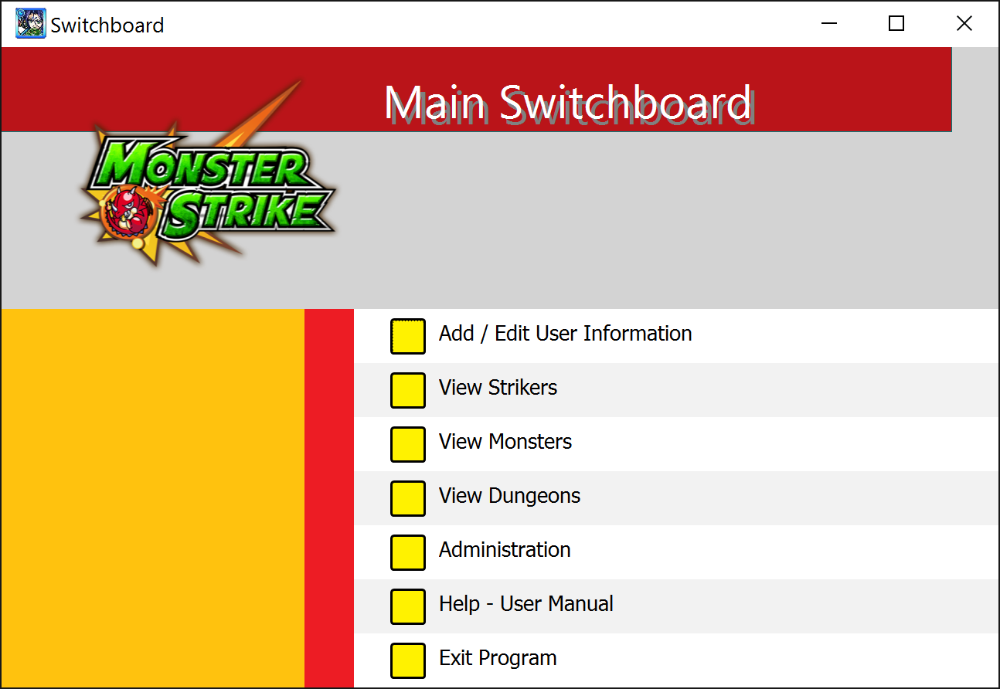 Switchboard
Main Switchboard
MONSTER
STRIKE
Add / Edit User Information
View Strikers
View Monsters
View Dungeons
Administration
Help - User Manual
Exit Program